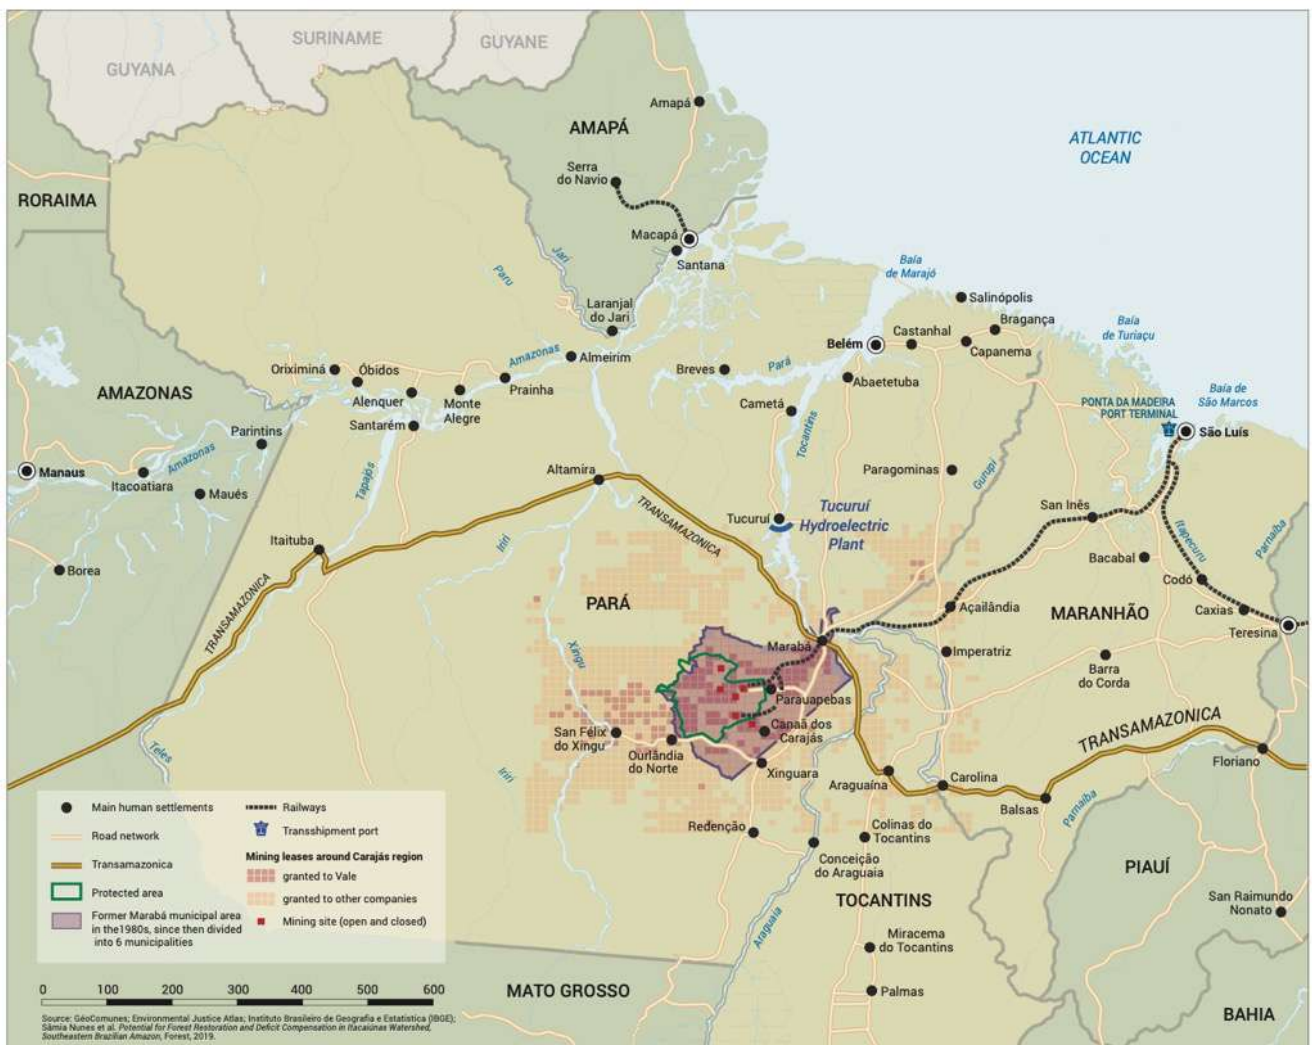 SURINAME
GUYANE
GUYANA
Amapá
AMAPÁ
ATLANTIC
OCEAN
Serra
do Navio
RORAIMA
Macapá
Santana
Jari
Paru
Baía
de Marajó
Laranjal
do Jari
Salinópolis
Bragança
Baía
de Turiaçu
Castanhal
Belém
Capanema
Amazonas
Almeirim
Oriximiná
Óbidos
Breves
Pará
Abaetetuba
Prainha
Alenquer
Monte
Alegre
AMAZONAS
Cametá
PONTA DA MADEIRA
PORT TERMINAL
Baía de
São Marcos
São Luís
Santarém
Parintins
Amazonas
Tocantins
Manaus
Itacoatiara
Maués
Tapajós
Altamira
Paragominas
Gurupi
TRANSAMAZONICA
Tucuruí
Tucuruí
Hydroelectric
Plant
San Inês
Itapecuru
Parnaíba
Itaituba
Iriri
Bacabal
Borea
Codó
TRANSAMAZONICA
PARÁ
Açailândia
MARANHÃO
Caxias
Teresina
Marabá
Xingu
Imperatriz
Barra
do Corda
Parauapebas
San Félix
do Xingu
Canaã dos
Carajás
Ourlândia
do Norte
TRANSAMAZONICA
Teles
Iriri
Xinguara
Araguaína
Carolina
Floriano
Balsas
Parnaíba
Redenção
Colinas do
Tocantins
Conceição
do Araguaia
PIAUÍ
TOCANTINS
San Raimundo
Nonato
Araguaia
Miracema
do Tocantins
MATO GROSSO
Palmas
BAHIA
Main human settlements
Road network
Transamazonica
Protected area
Former Marabá municipal area
in the1980s, since then divided
into 6 municipalities
Railways
Transshipment port
Mining leases around Carajás region
granted to Vale
granted to other companies
Mining site (open and closed)
0 100 200 300 400 500 600
Source: GéoComunes; Environmental Justice Atlas; Instituto Brasileiro de Geografia e Estatística (IBGE);
Sâmia Nunes et al. Potential for Forest Restoration and Deficit Compensation in Itacaiúnas Watershed,
Southeastern Brazilian Amazon, Forest, 2019.